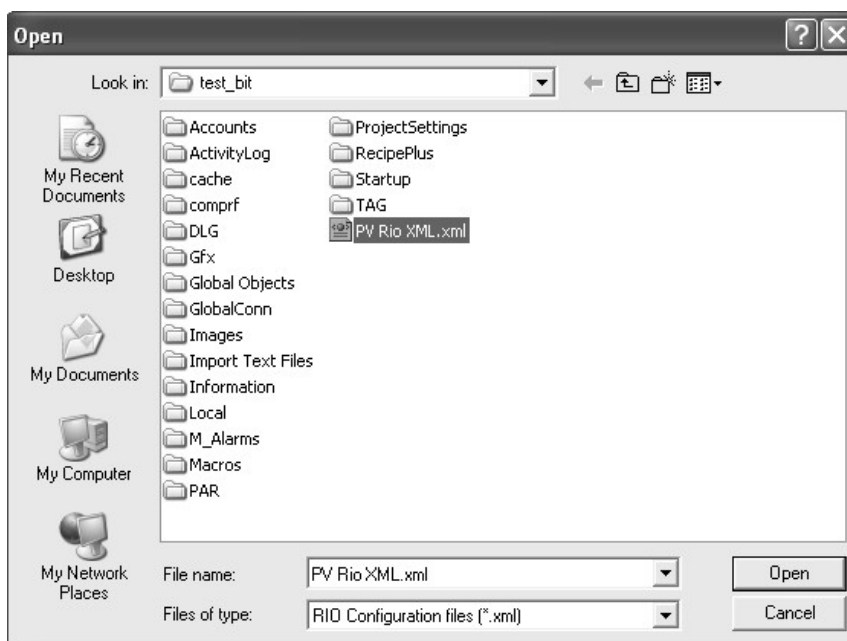 Open
Look in: test_bit
My Recent
Documents
Desktop
My Documents
My Computer
My Network
Places
Accounts
ActivityLog
cache
comprf
DLG
Gfx
Global Objects
GlobalConn
Images
Import Text Files
Information
Local
M_Alarms
Macros
PAR
ProjectSettings
RecipePlus
Startup
TAG
PV Rio XML.xml
File name: PV Rio XML.xml
Open
Files of type: RIO Configuration files (*.xml)
Cancel